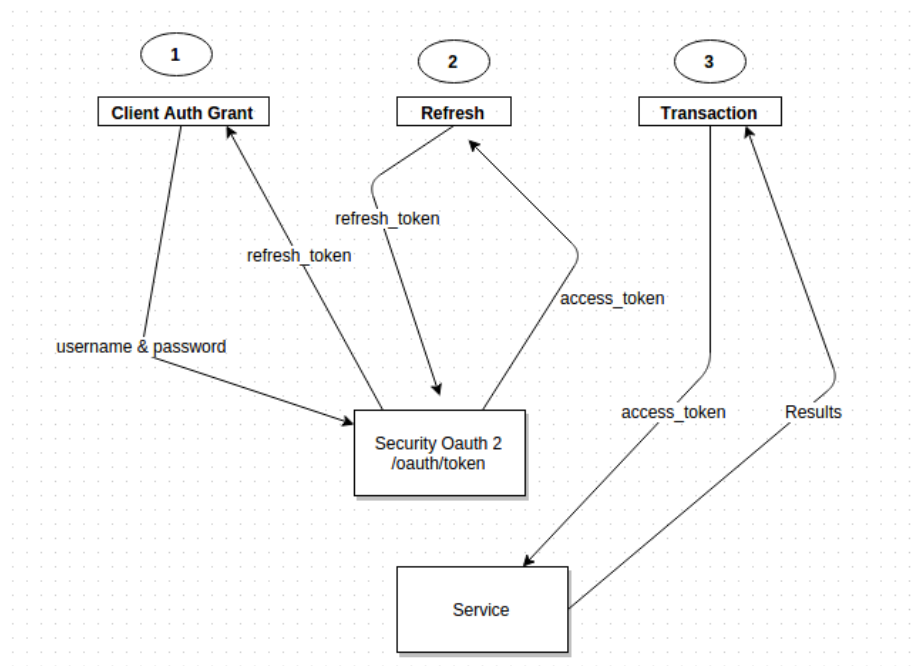 1
2
3
Client Auth Grant
Refresh
Transaction
refresh_token
refresh_token
access_token
username & password
access_token
Results
Security Oauth 2
/oauth/token
Service